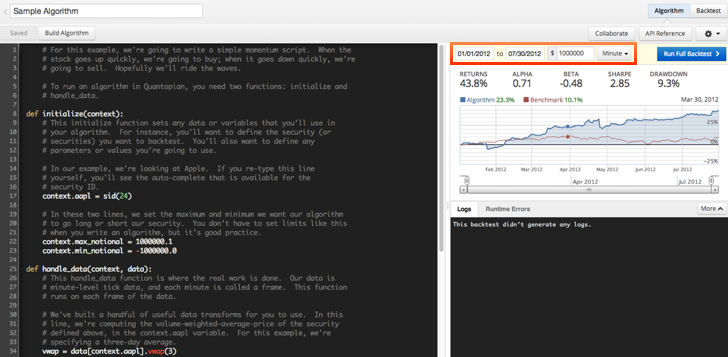 Sample Algorithm
Algorithm
Backtest
Saved
Build Algorithm
Collaborate
API Reference
01/01/2012 to 07/30/2012 $ 1000000 Minute
Run Full Backtest
RETURNS ALPHA BETA SHARPE DRAWDOWN
43.8% 0.71 -0.48 2.85 9.3%
Algorithm 23.3% Benchmark 10.1% Mar 30, 2012
25%
0%
-25%
Feb 2012 Mar 2012 Apr 2012 May 2012 Jun 2012 Jul 2012
Apr 2012 Jul 2012
Logs Runtime Errors More
This backtest didn't generate any logs.
1 # For this example, we're going to write a simple momentum script. When the
2 # stock goes up quickly, we're going to buy; when it goes down quickly, we're
3 # going to sell. Hopefully we'll ride the waves.
4
5 # To run an algorithm in Quantopian, you need two functions: initialize and
6 # handle_data.
7
8 def initialize(context):
9 # This initialize function sets any data or variables that you'll use in
10 # your algorithm. For instance, you'll want to define the security (or
11 # securities) you want to backtest. You'll also want to define any
12 # parameters or values you're going to use.
13
14 # In our example, we're looking at Apple. If you re-type this line
15 # yourself, you'll see the auto-complete that is available for the
16 # security ID.
17 context.aapl = sid(24)
18
19 # In these two lines, we set the maximum and minimum we want our algorithm
20 # to go long or short our security. You don't have to set limits like this
21 # when you write an algorithm, but it's good practice.
22 context.max_notional = 1000000.1
23 context.min_notional = -1000000.0
24
25 def handle_data(context, data):
26 # This handle_data function is where the real work is done. Our data is
27 # minute-level tick data, and each minute is called a frame. This function
28 # runs on each frame of the data.
29
30 # We've built a handful of useful data transforms for you to use. In this
31 # line, we're computing the volume-weighted-average-price of the security
32 # defined above, in the context.aapl variable. For this example, we're
33 # specifying a three-day average.
34 vwap = data[context.aapl].vwap(3)